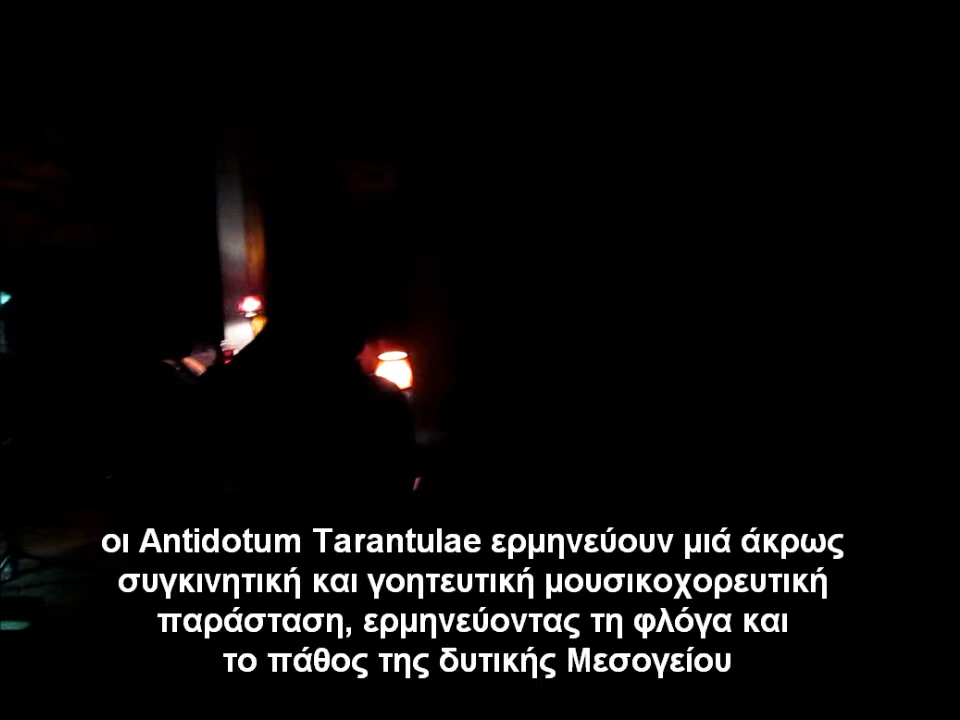 οι Antidotum Tarantulae ερμηνεύουν μιά άκρως
συγκινητική και γοητευτική μουσικοχορευτική
παράσταση, ερμηνεύοντας τη φλόγα και
το πάθος της δυτικής Μεσογείου